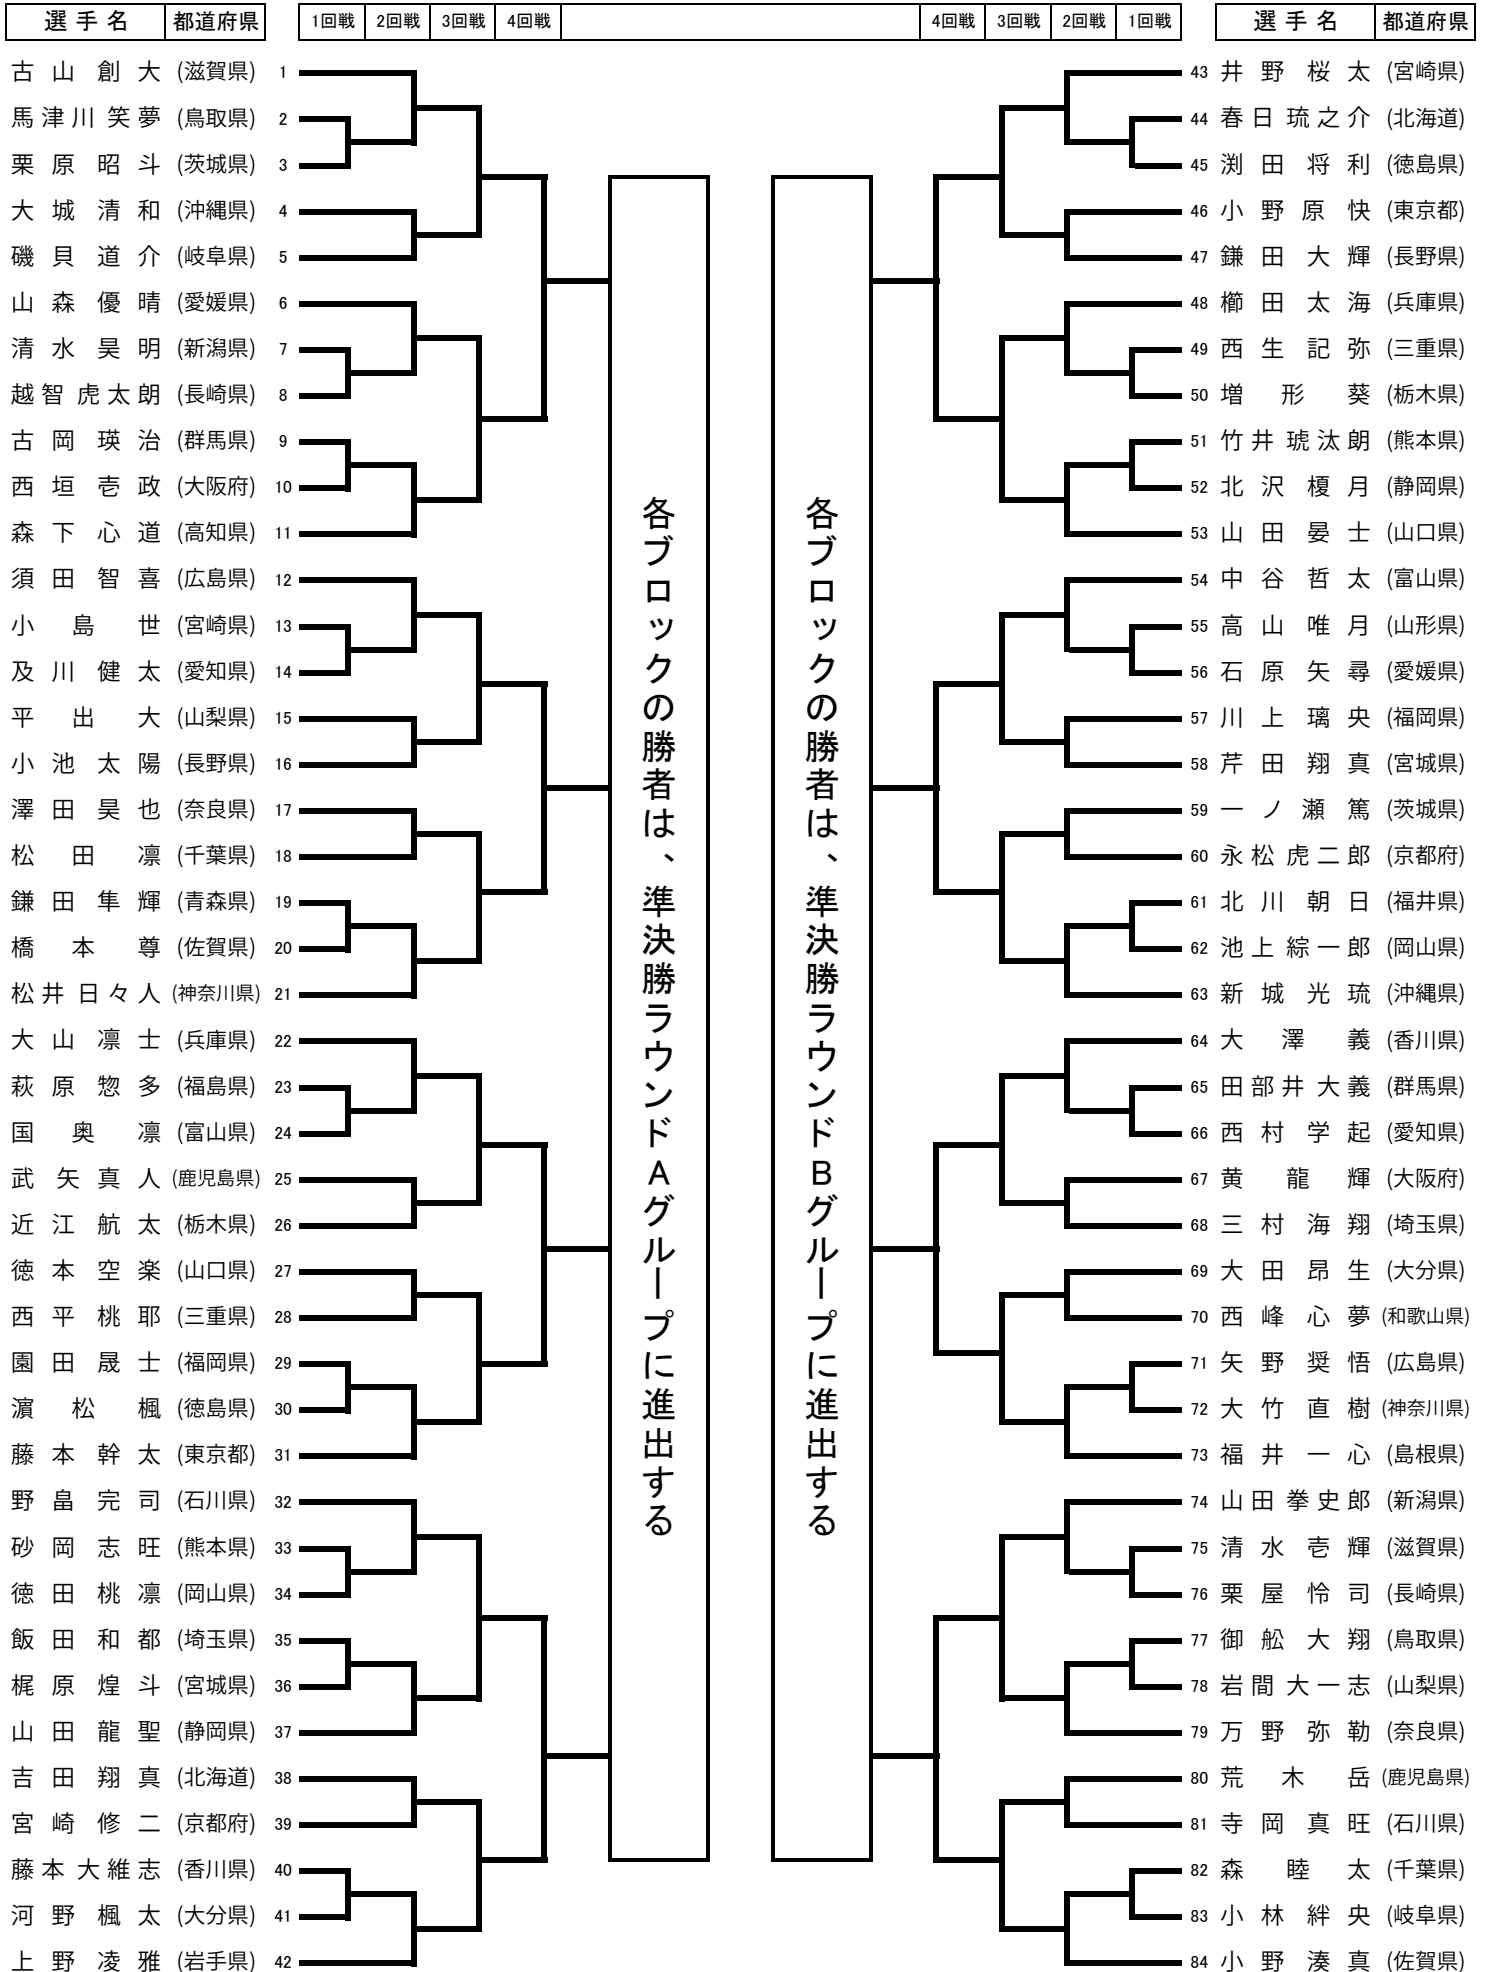 選手名 都道府県 1回戦 2回戦 3回戦 4回戦 4回戦 3回戦 2回戦 1回戦 選手名 都道府県
古山創大 (滋賀県) 1
馬津川笑夢 (鳥取県) 2
栗原昭斗 (茨城県) 3
大城清和 (沖縄県) 4
磯貝道介 (岐阜県) 5
山森優晴 (愛媛県) 6
清水昊明 (新潟県) 7
越智虎太朗 (長崎県) 8
古岡瑛治 (群馬県) 9
西垣壱政 (大阪府) 10
森下心道 (高知県) 11
須田智喜 (広島県) 12
小島世 (宮崎県) 13
及川健太 (愛知県) 14
平出大 (山梨県) 15
小池太陽 (長野県) 16
澤田昊也 (奈良県) 17
松田凛 (千葉県) 18
鎌田隼輝 (青森県) 19
橋本尊 (佐賀県) 20
松井日々人 (神奈川県) 21
大山凛士 (兵庫県) 22
萩原惣多 (福島県) 23
国奥凛 (富山県) 24
武矢真人 (鹿児島県) 25
近江航太 (栃木県) 26
徳本空楽 (山口県) 27
西平桃耶 (三重県) 28
園田晟士 (福岡県) 29
濵松楓 (徳島県) 30
藤本幹太 (東京都) 31
野畠完司 (石川県) 32
砂岡志旺 (熊本県) 33
徳田桃凛 (岡山県) 34
飯田和都 (埼玉県) 35
梶原煌斗 (宮城県) 36
山田龍聖 (静岡県) 37
吉田翔真 (北海道) 38
宮崎修二 (京都府) 39
藤本大維志 (香川県) 40
河野楓太 (大分県) 41
上野凌雅 (岩手県) 42
各ブロックの勝者は、準決勝ラウンドAグループに進出する
各ブロックの勝者は、準決勝ラウンドBグループに進出する
43 井野桜太 (宮崎県)
44 春日琉之介 (北海道)
45 渕田将利 (徳島県)
46 小野原快 (東京都)
47 鎌田大輝 (長野県)
48 櫛田太海 (兵庫県)
49 西生記弥 (三重県)
50 増形葵 (栃木県)
51 竹井琥汰朗 (熊本県)
52 北沢榎月 (静岡県)
53 山田晏士 (山口県)
54 中谷哲太 (富山県)
55 高山唯月 (山形県)
56 石原矢尋 (愛媛県)
57 川上璃央 (福岡県)
58 芹田翔真 (宮城県)
59 一ノ瀬篤 (茨城県)
60 永松虎二郎 (京都府)
61 北川朝日 (福井県)
62 池上綜一郎 (岡山県)
63 新城光琉 (沖縄県)
64 大澤義 (香川県)
65 田部井大義 (群馬県)
66 西村学起 (愛知県)
67 黄龍輝 (大阪府)
68 三村海翔 (埼玉県)
69 大田昂生 (大分県)
70 西峰心夢 (和歌山県)
71 矢野奨悟 (広島県)
72 大竹直樹 (神奈川県)
73 福井一心 (島根県)
74 山田拳史郎 (新潟県)
75 清水壱輝 (滋賀県)
76 栗屋怜司 (長崎県)
77 御舩大翔 (鳥取県)
78 岩間大一志 (山梨県)
79 万野弥勒 (奈良県)
80 荒木岳 (鹿児島県)
81 寺岡真旺 (石川県)
82 森睦太 (千葉県)
83 小林絆央 (岐阜県)
84 小野湊真 (佐賀県)